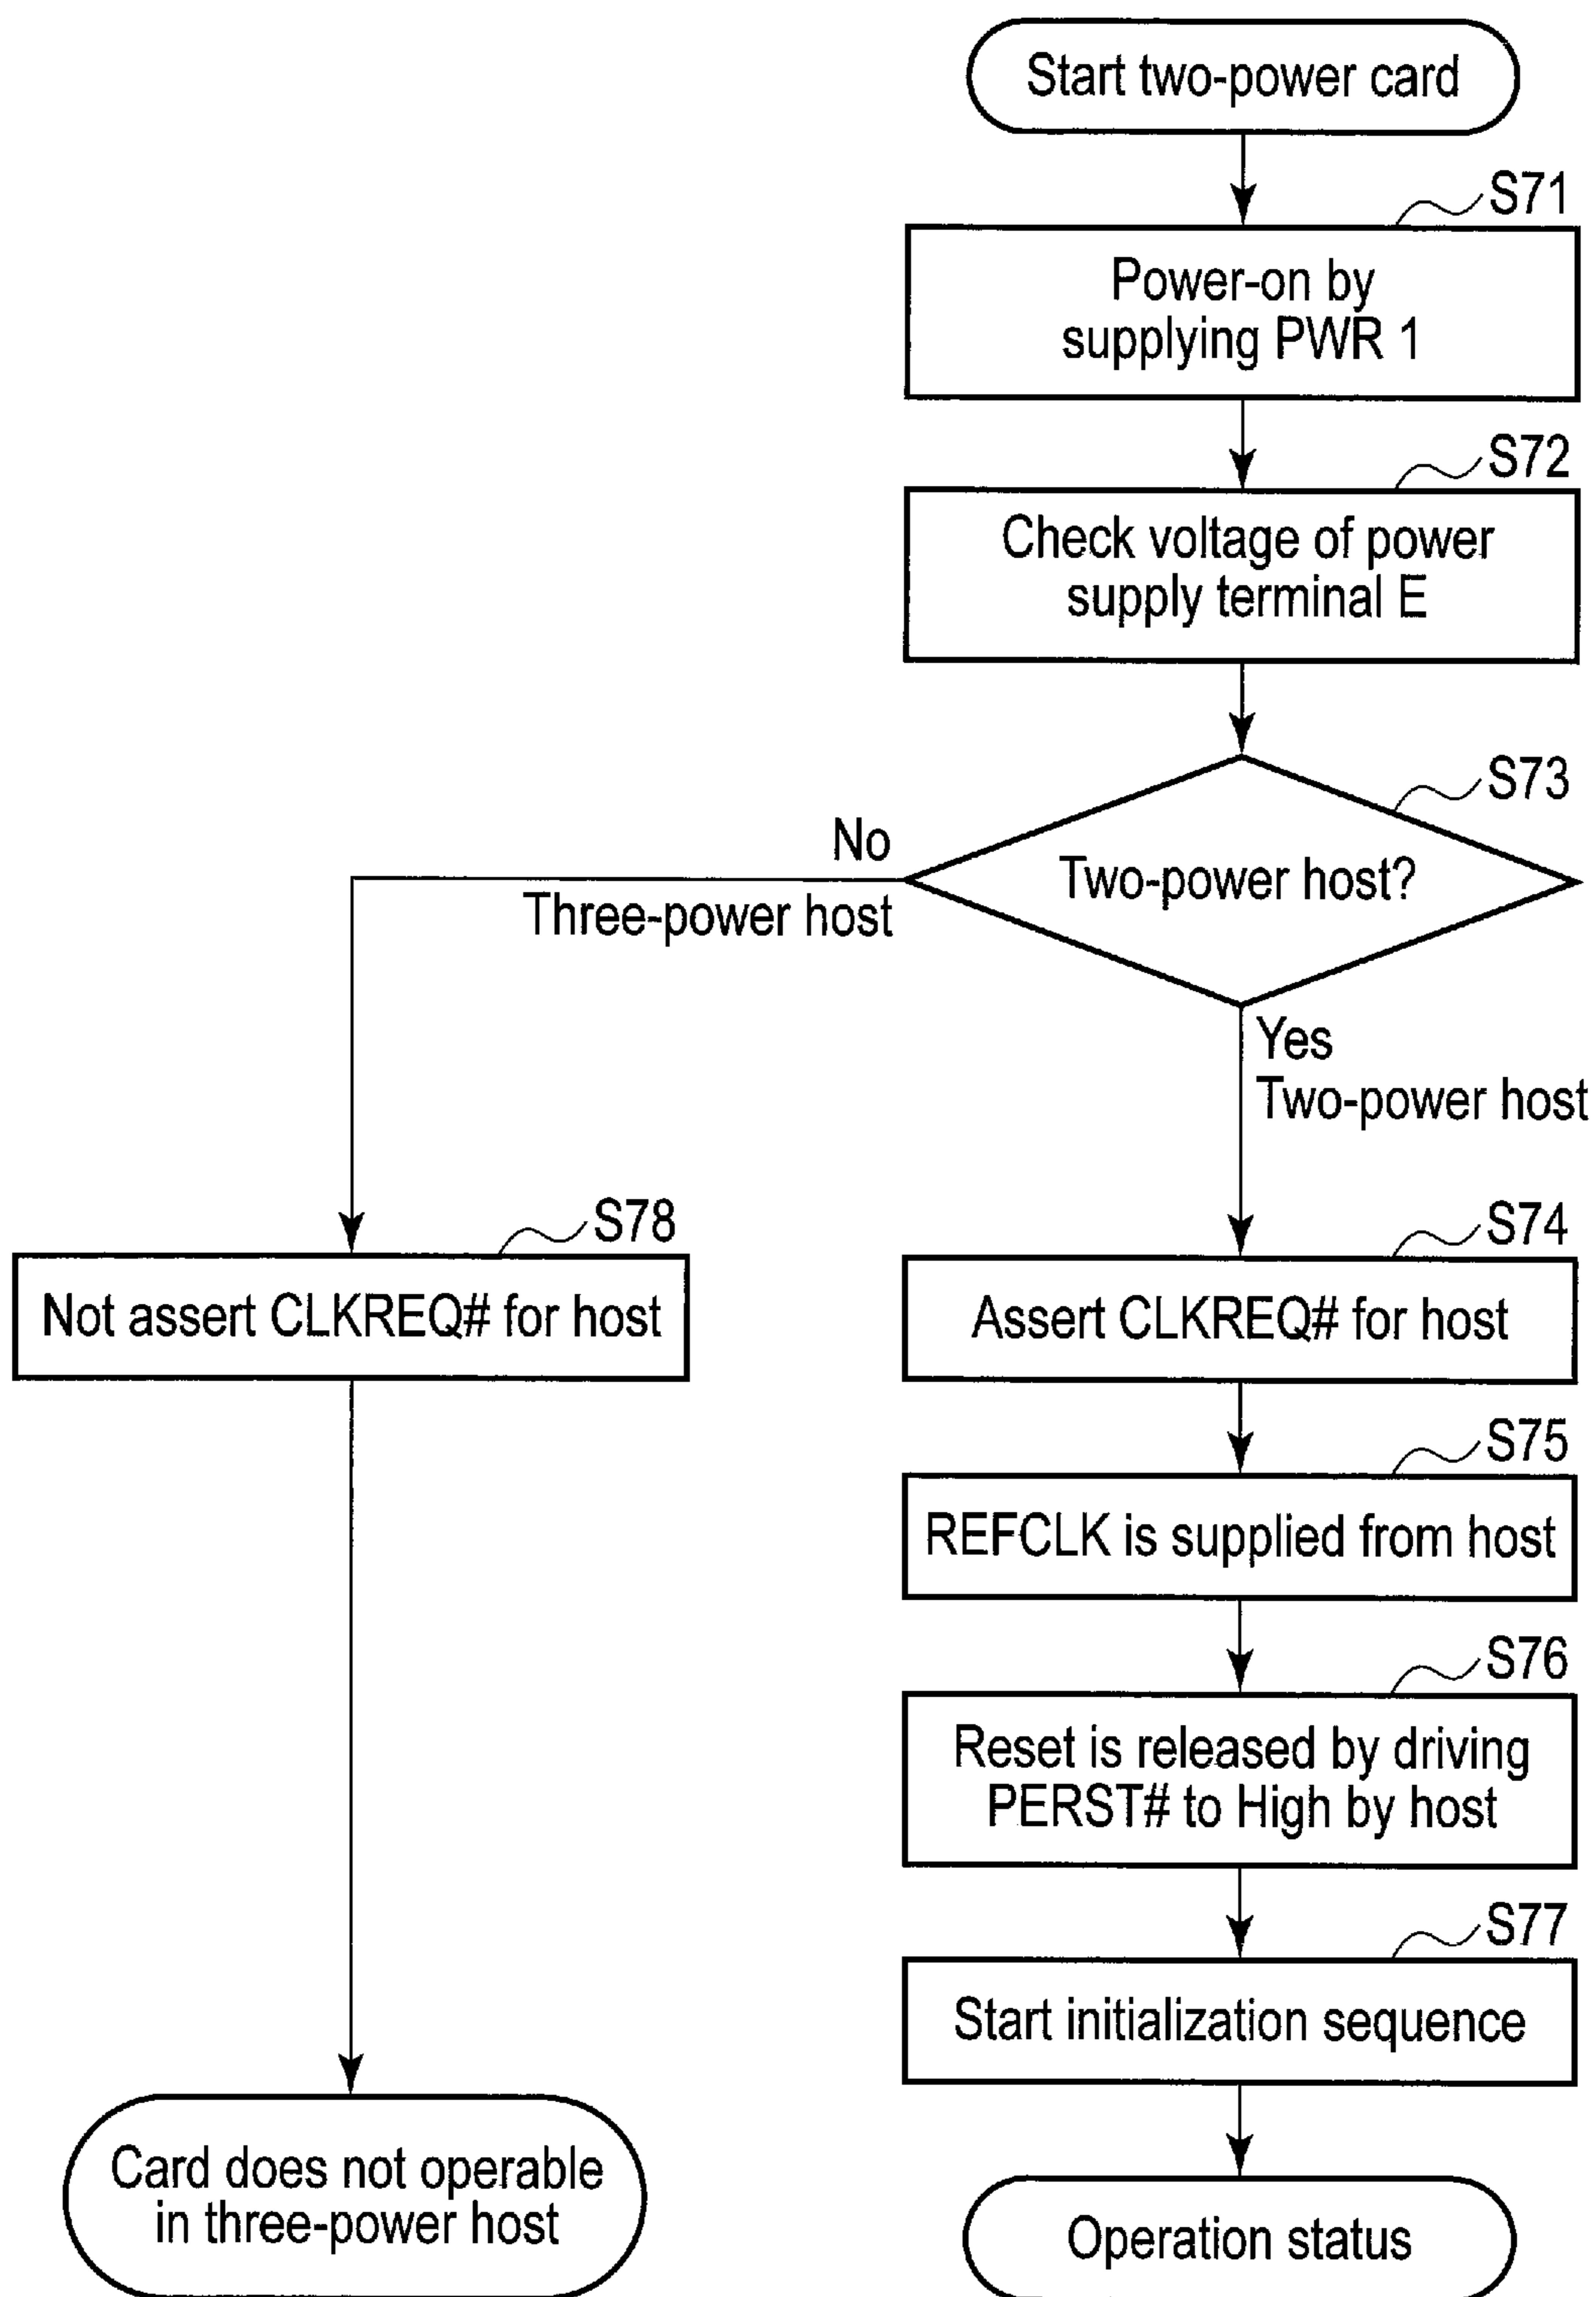 Start two-power card
S71
Power-on by
supplying PWR 1
S72
Check voltage of power
supply terminal E
S73
Two-power host?
No
Three-power host
Yes
Two-power host
S78
Not assert CLKREQ# for host
S74
Assert CLKREQ# for host
S75
REFCLK is supplied from host
S76
Reset is released by driving
PERST# to High by host
S77
Start initialization sequence
Card does not operable
in three-power host
Operation status